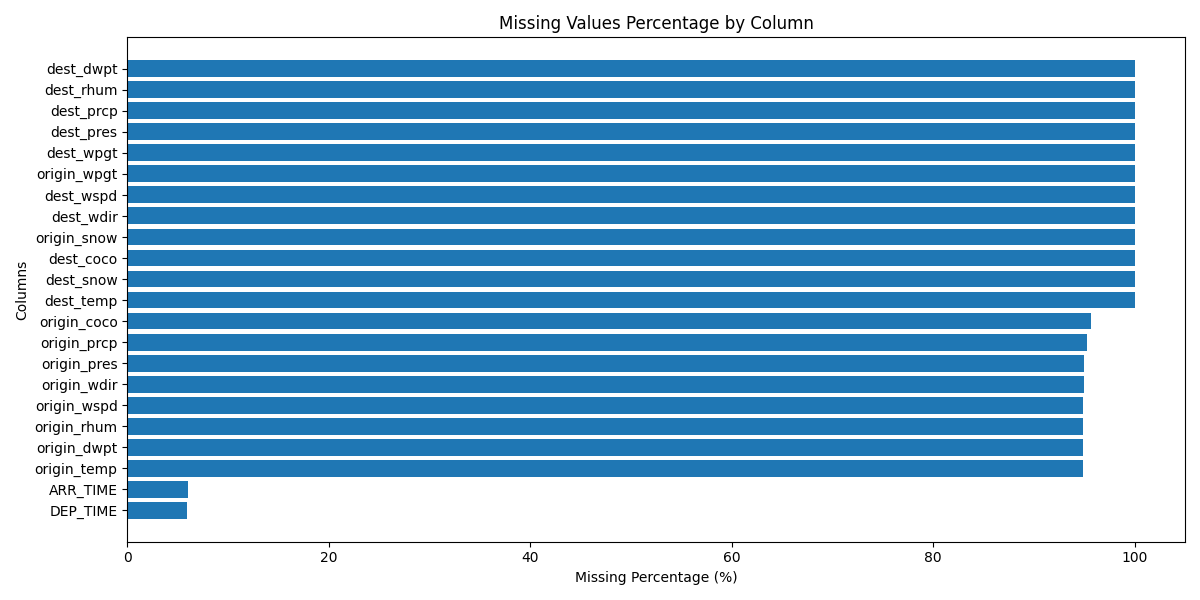 Missing Values Percentage by Column
dest_dwpt
dest_rhum
dest_prcp
dest_pres
dest_wpgt
origin_wpgt
dest_wspd
dest_wdir
origin_snow
dest_coco
dest_snow
dest_temp
origin_coco
origin_prcp
origin_pres
origin_wdir
origin_wspd
origin_rhum
origin_dwpt
origin_temp
ARR_TIME
DEP_TIME
Columns
0 20 40 60 80 100
Missing Percentage (%)